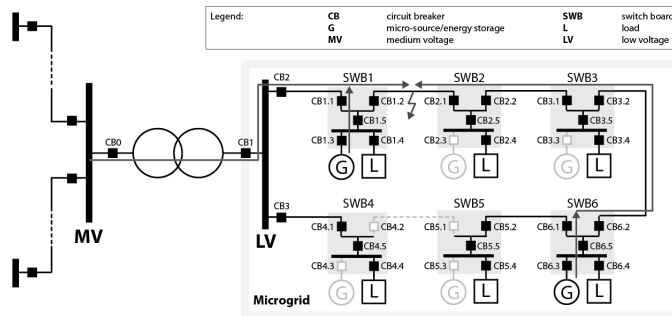 Legend: CB circuit breaker SWB switch board
G micro-source/energy storage L load
MV medium voltage LV low voltage
CB2 SWB1 SWB2 SWB3
CB1.1 CB1.2 CB2.1 CB2.2 CB3.1 CB3.2
CB1.5 CB2.5 CB3.5
CB0 CB1 CB1.3 CB1.4 CB2.3 CB2.4 CB3.3 CB3.4
G L G L G L
CB3 SWB4 SWB5 SWB6
MV LV CB4.1 CB4.2 CB5.1 CB5.2 CB6.1 CB6.2
CB4.5 CB5.5 CB6.5
CB4.3 CB4.4 CB5.3 CB5.4 CB6.3 CB6.4
Microgrid G L G L G L